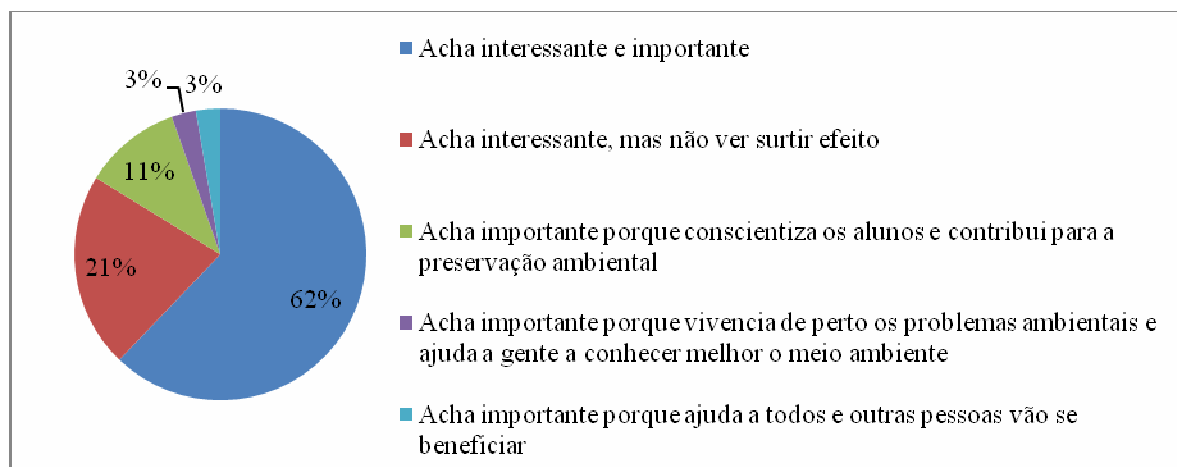 Acha interessante e importante
3% 3%
Acha interessante, mas não ver surtir efeito
11%
Acha importante porque conscientiza os alunos e contribui para a
preservação ambiental
21%
62%
Acha importante porque vivencia de perto os problemas ambientais e
ajuda a gente a conhecer melhor o meio ambiente
Acha importante porque ajuda a todos e outras pessoas vão se
benefíciar